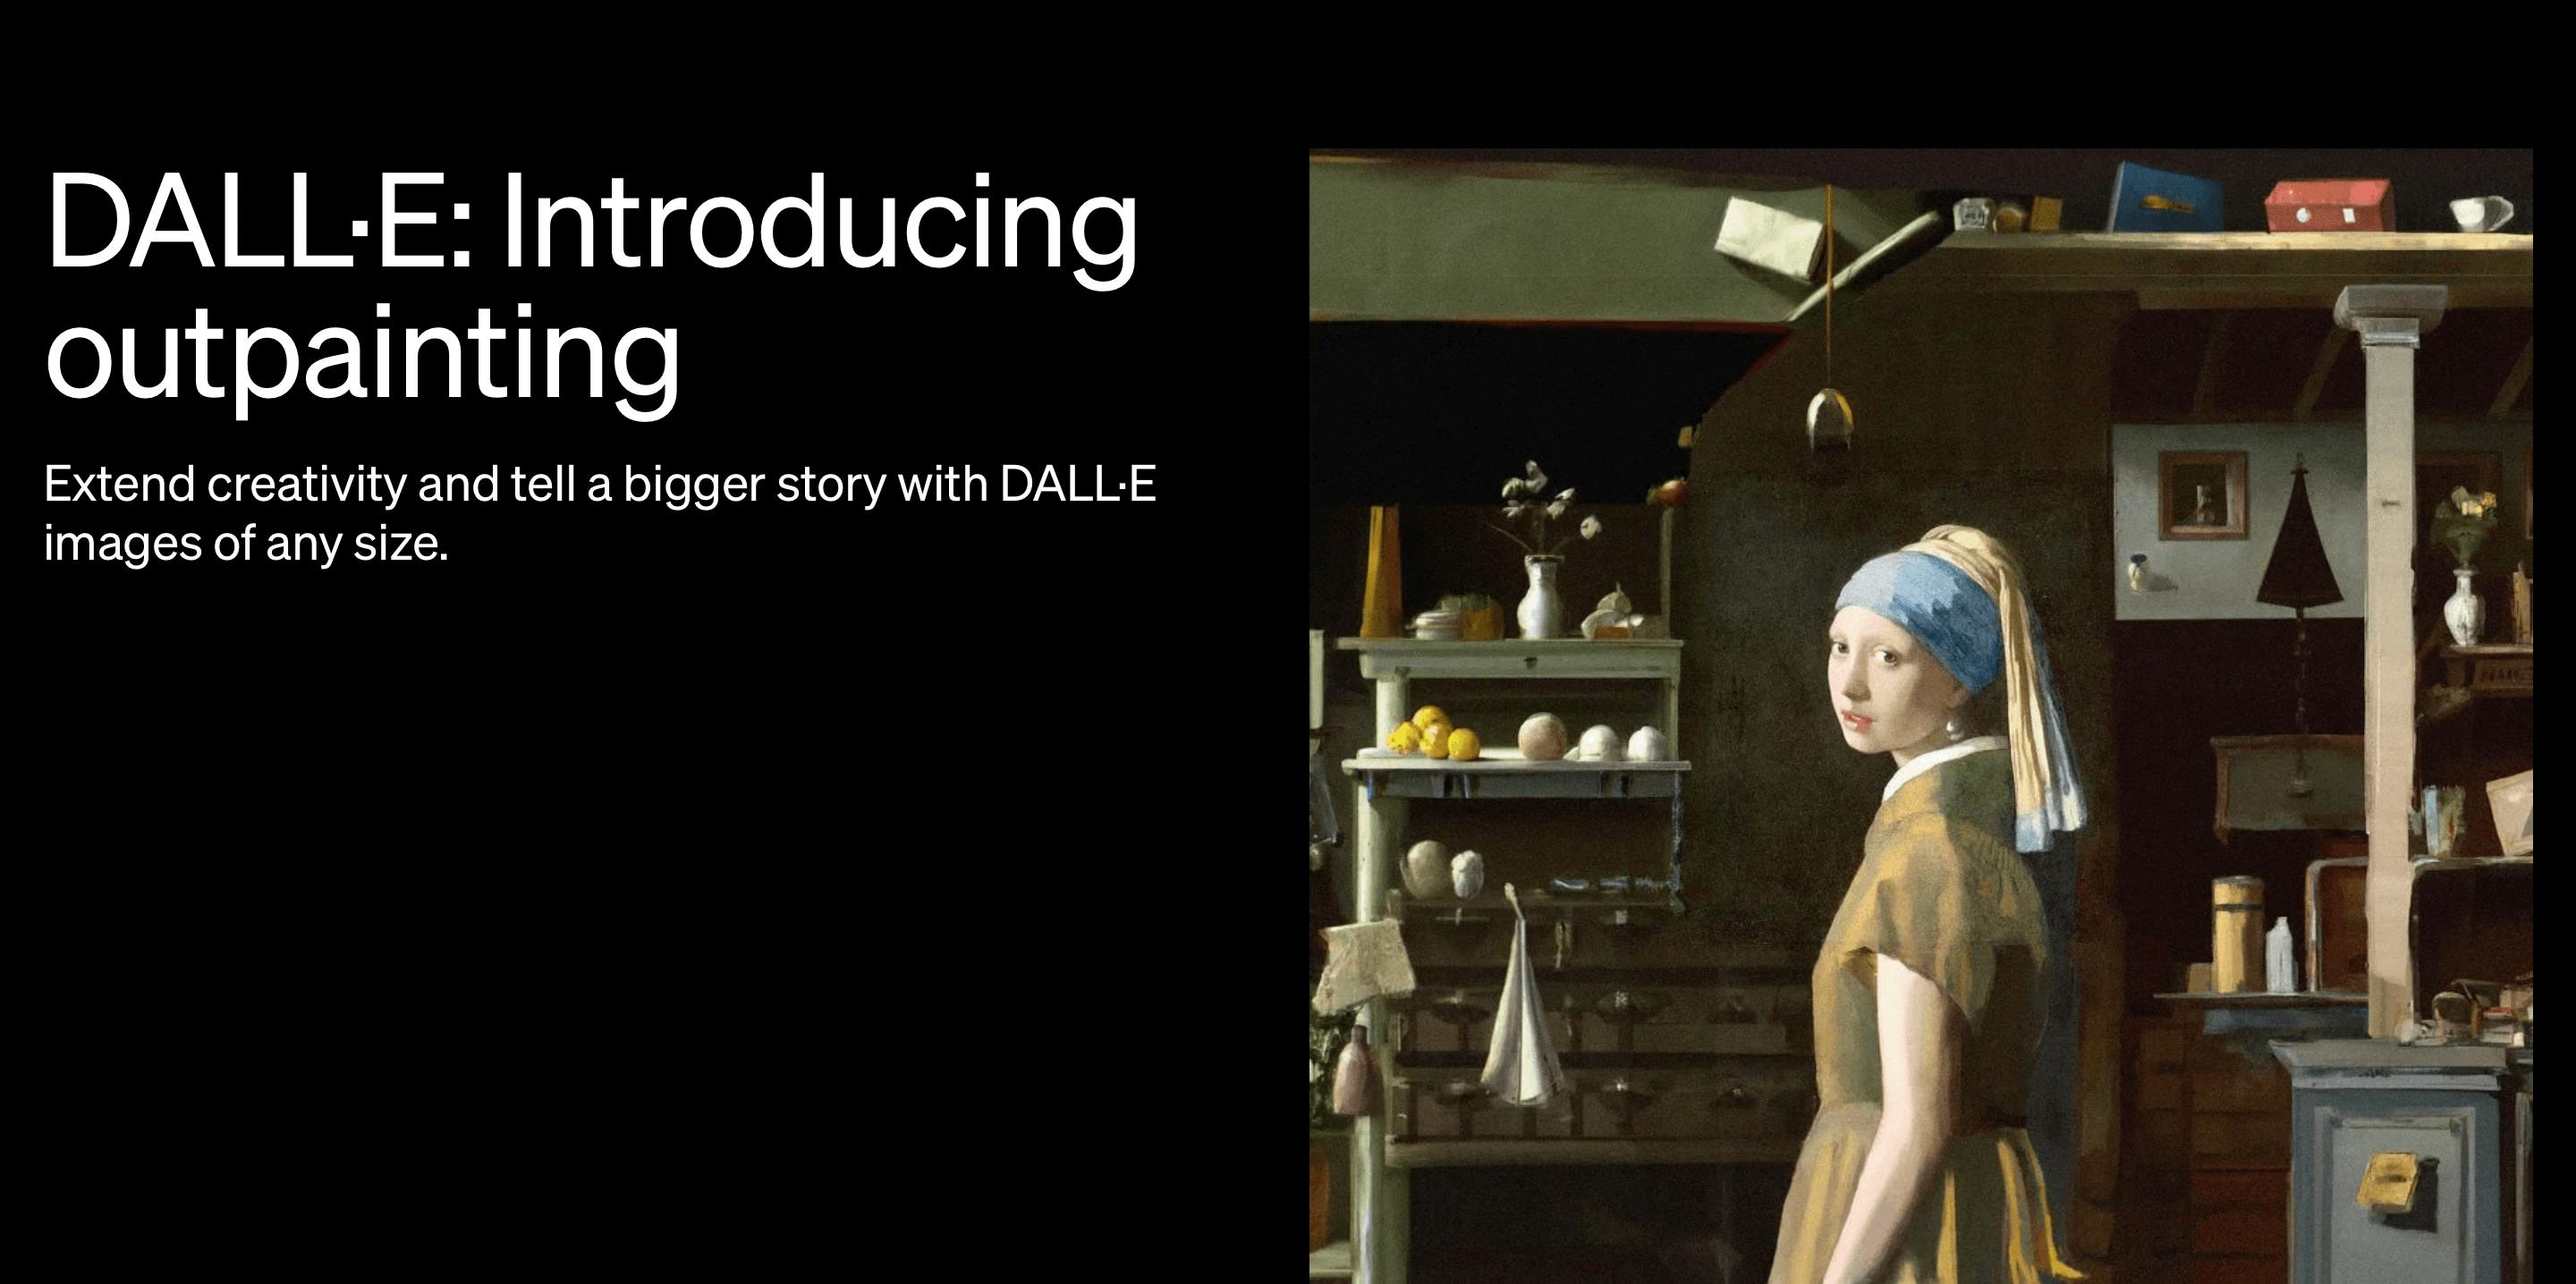 DALL·E: Introducing
outpainting
Extend creativity and tell a bigger story with DALL·E
images of any size.